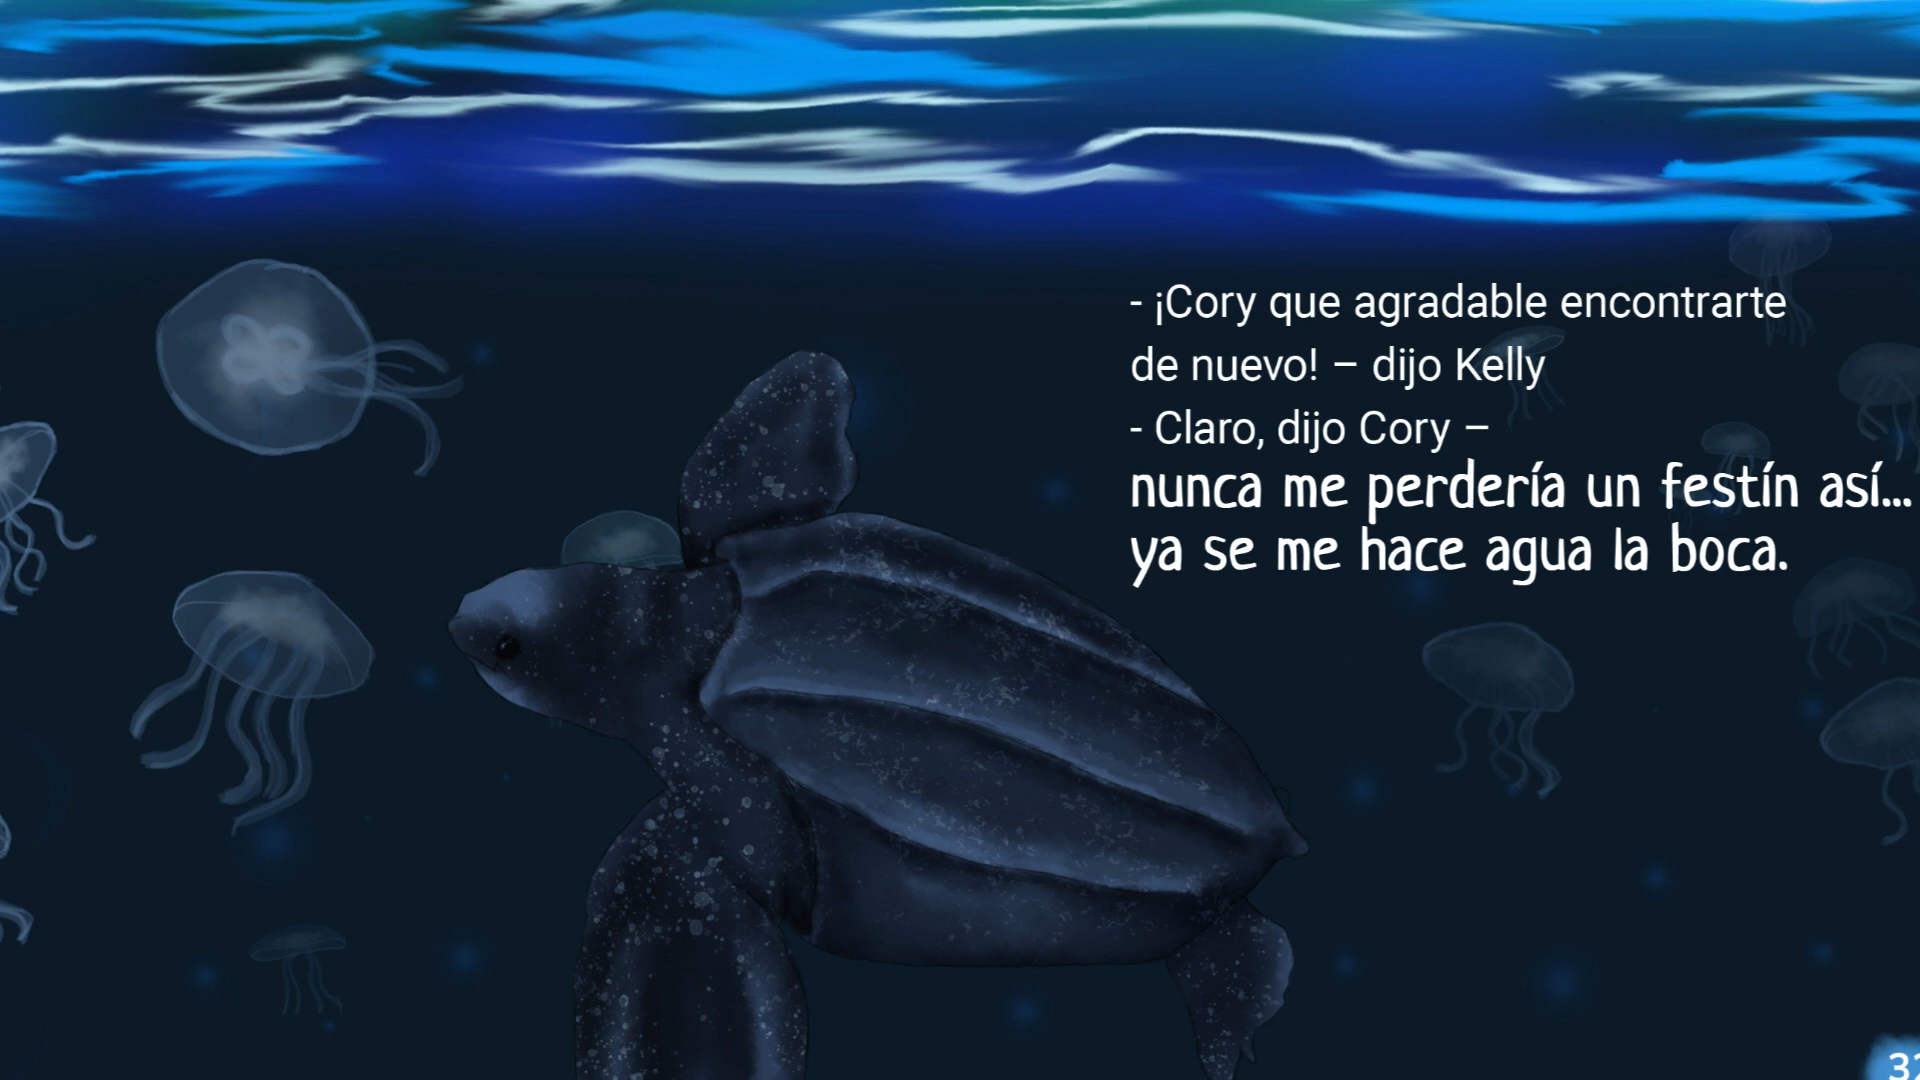 - ¡Cory que agradable encontrarte
de nuevo! – dijo Kelly
- Claro, dijo Cory –
nunca me perdería un festín así...
ya se me hace agua la boca.